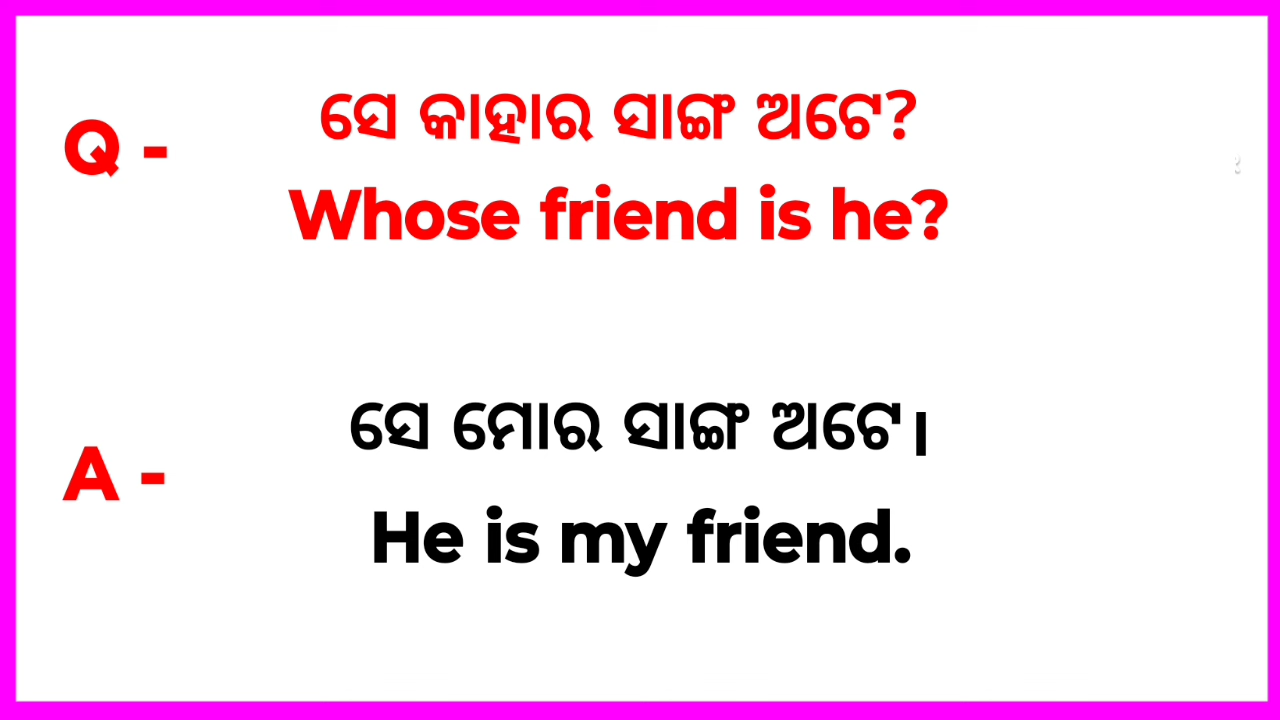 Q -
ସେ କାହାର ସାଙ୍ଗ ଅଟେ?
Whose friend is he?
A -
ସେ ମୋର ସାଙ୍ଗ ଅଟେ।
He is my friend.